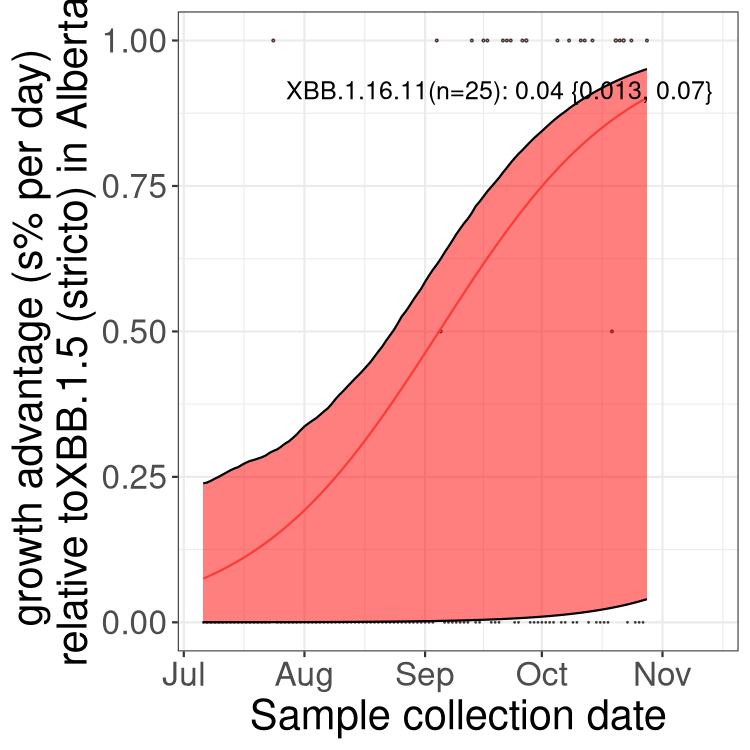 growth advantage (s% per day)
relative toXBB.1.5 (stricto) in Alberta
1.00
0.75
0.50
0.25
0.00
XBB.1.16.11(n=25): 0.04 {0.013, 0.07}
Jul Aug Sep Oct Nov
Sample collection date